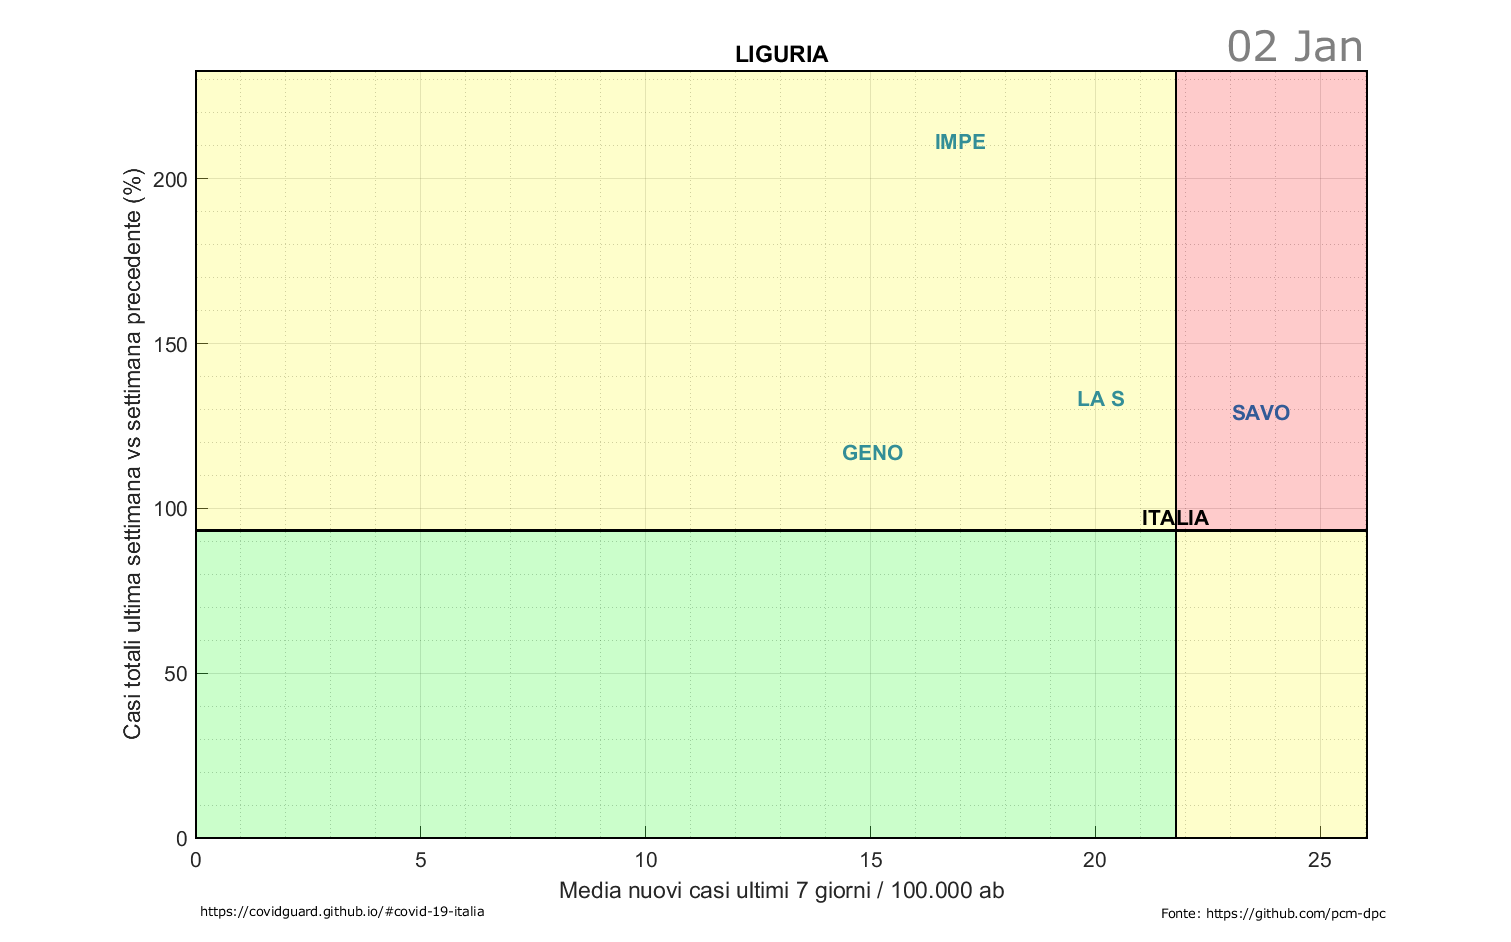 LIGURIA
02 Jan
IMPE
LA S
SAVO
GENO
ITALIA
Casi totali ultima settimana vs settimana precedente (%)
200
150
100
50
0
0 5 10 15 20 25
Media nuovi casi ultimi 7 giorni / 100.000 ab
https://covidguard.github.io/#covid-19-italia
Fonte: https://github.com/pcm-dpc